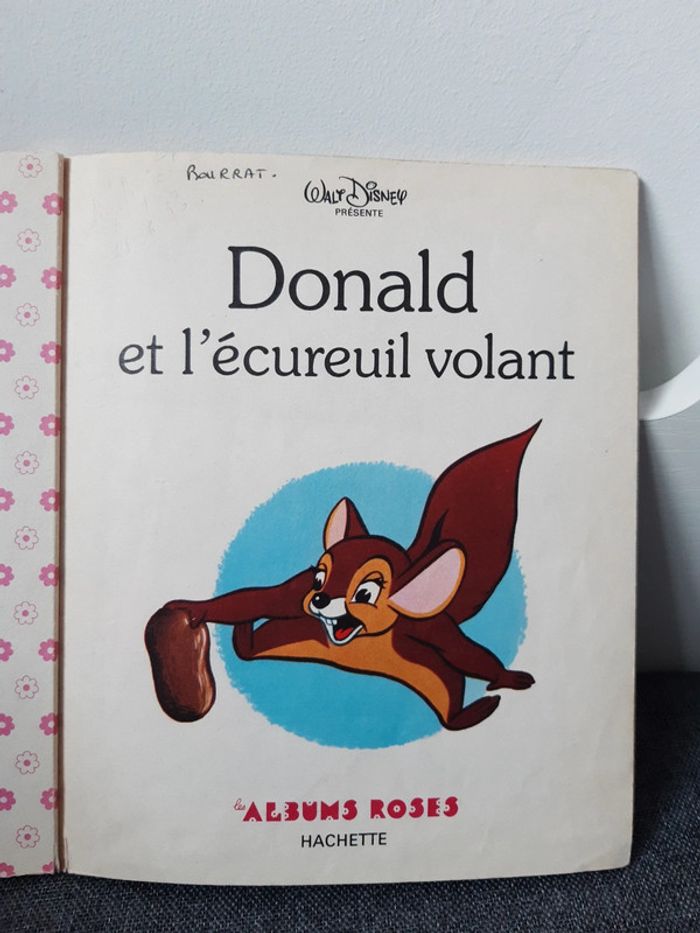 BOURRAT.
WALT DISNEY
PRÉSENTE
Donald
et l'écureuil volant
les ALBUMS ROSES
HACHETTE